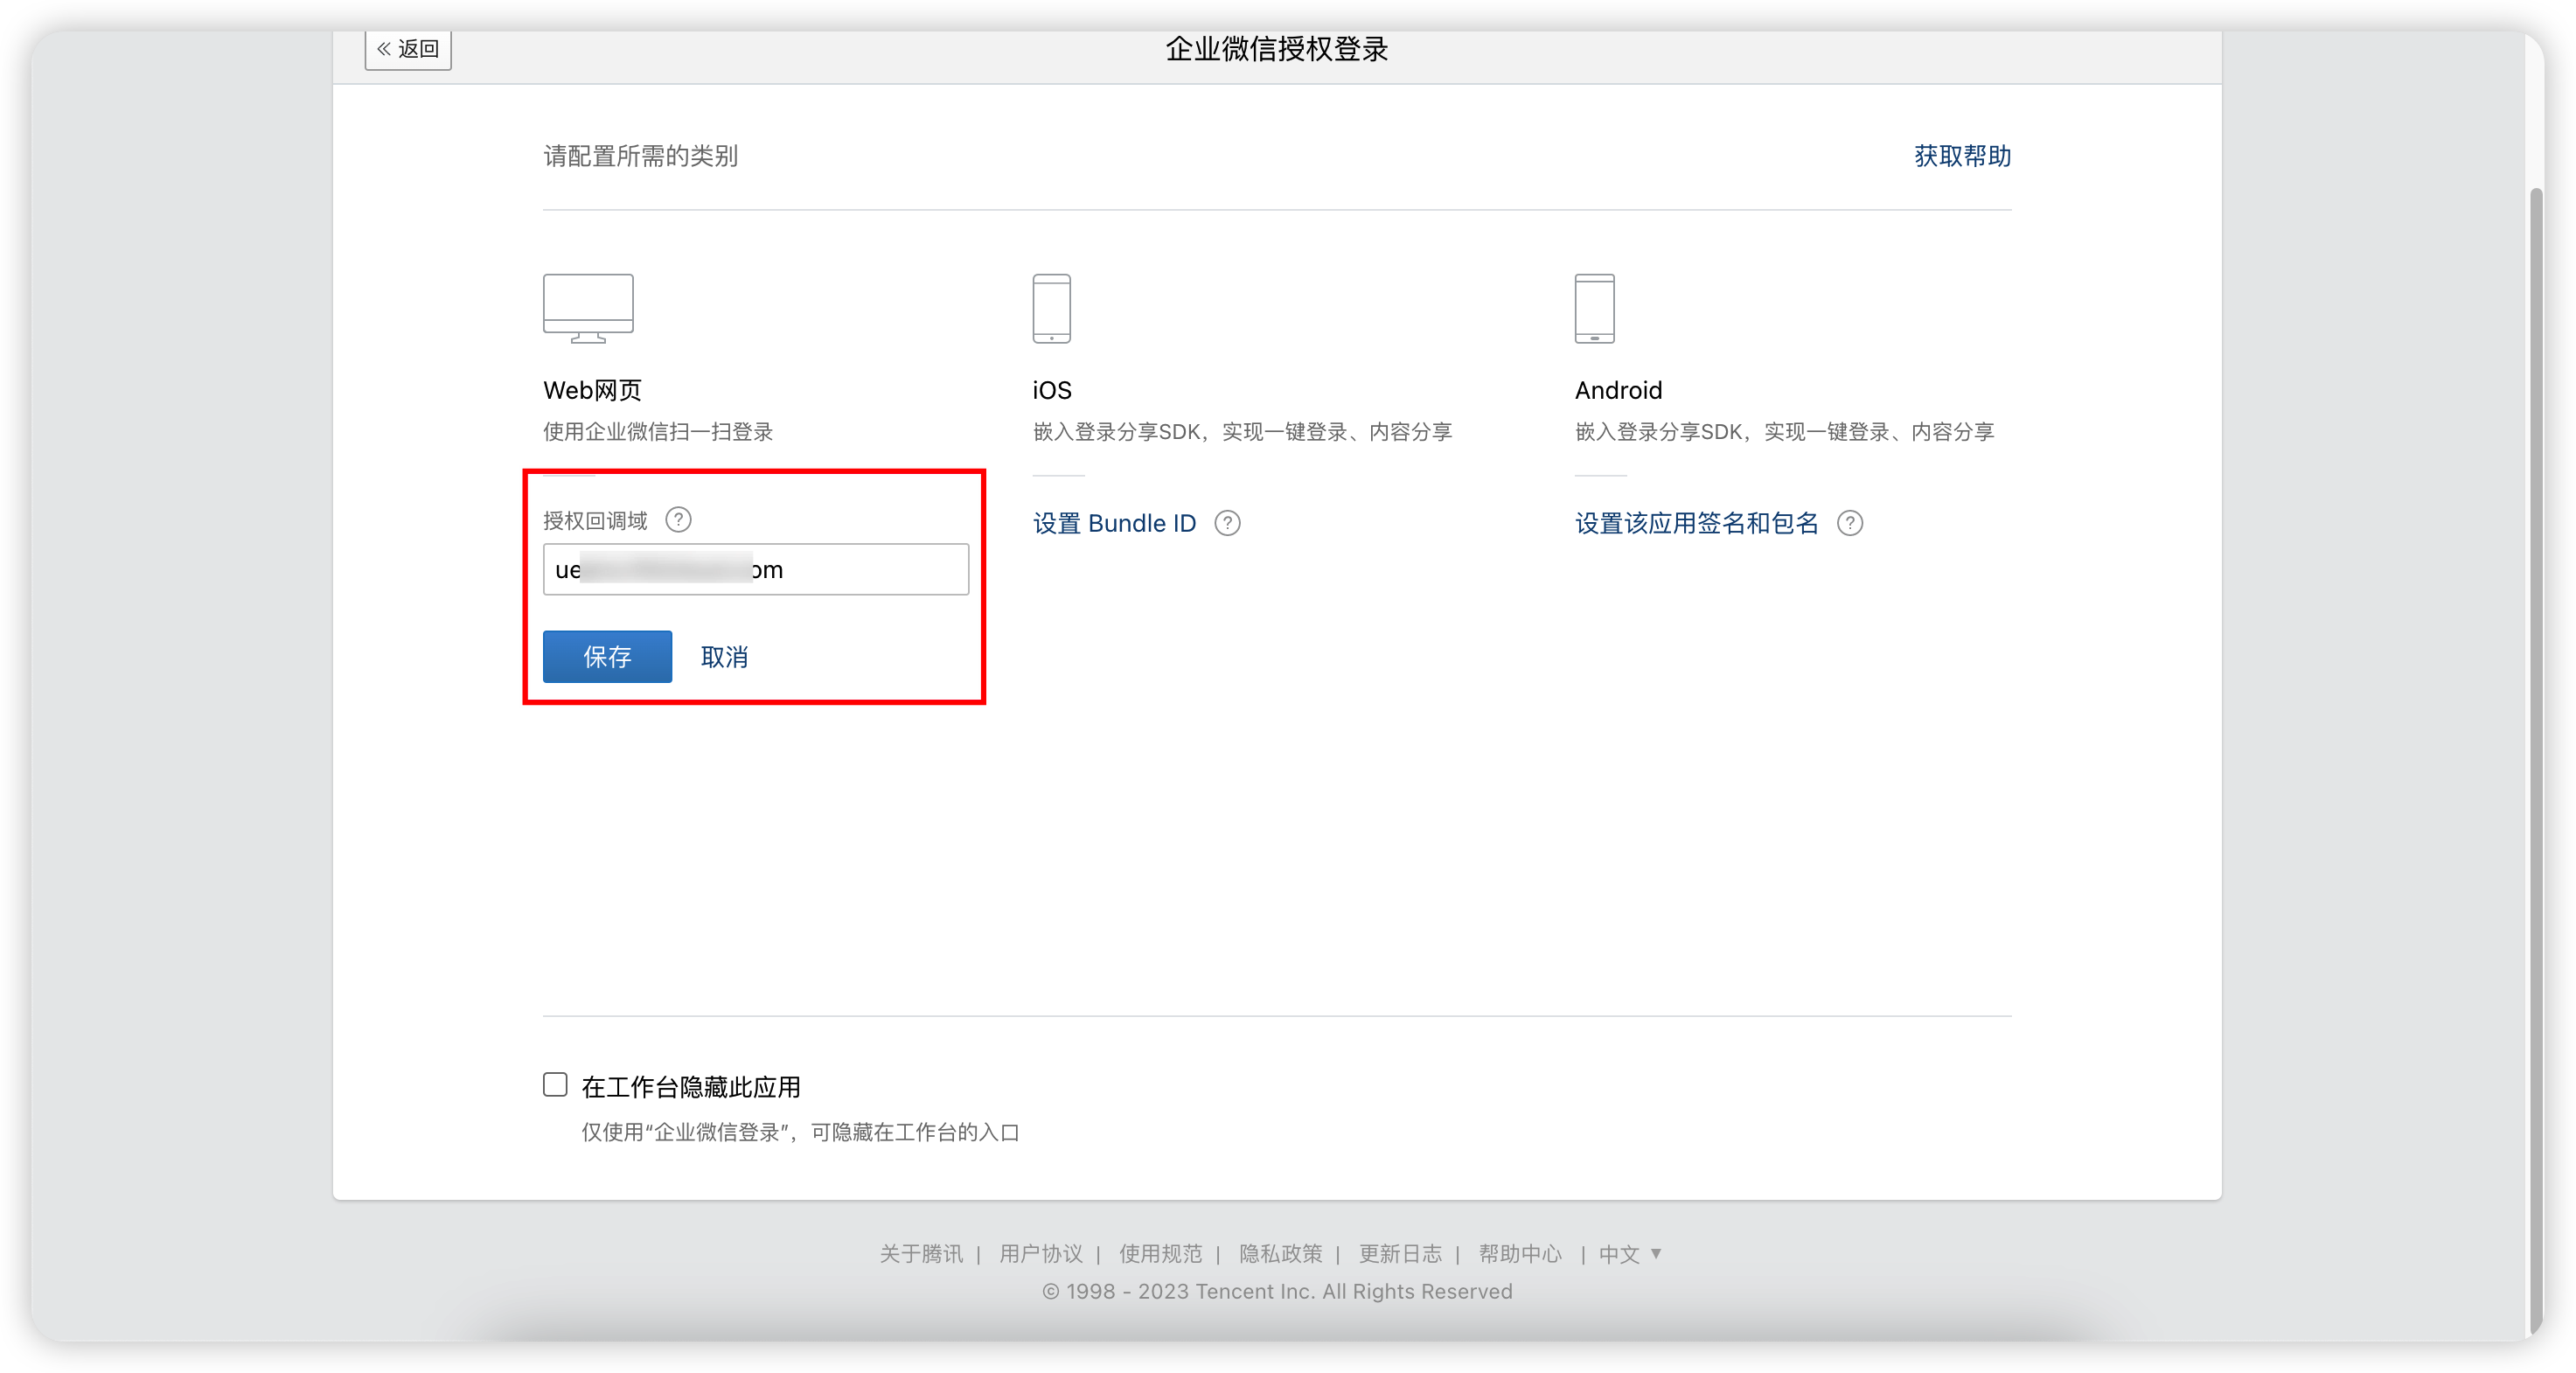 « 返回
企业微信授权登录
请配置所需的类别
获取帮助
Web网页
使用企业微信扫一扫登录
授权回调域 ?
ue om
保存 取消
iOS
嵌入登录分享SDK，实现一键登录、内容分享
设置 Bundle ID ?
Android
嵌入登录分享SDK，实现一键登录、内容分享
设置该应用签名和包名 ?
在工作台隐藏此应用
仅使用“企业微信登录”，可隐藏在工作台的入口
关于腾讯 | 用户协议 | 使用规范 | 隐私政策 | 更新日志 | 帮助中心 | 中文 ▼
© 1998 - 2023 Tencent Inc. All Rights Reserved